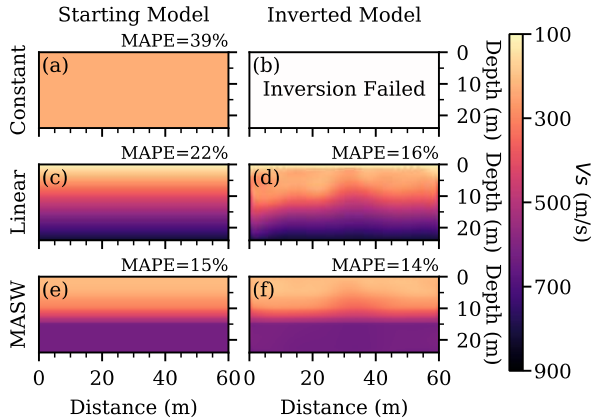 Starting Model Inverted Model
MAPE=39%
Constant (a) (b) Inversion Failed 0 10 20 Depth (m)
MAPE=22% MAPE=16%
Linear (c) (d) 0 10 20 Depth (m)
MAPE=15% MAPE=14%
MASW (e) (f) 0 10 20 Depth (m)
0 20 40 60 0 20 40 60
Distance (m) Distance (m)
100
300
500
700
900
Vs (m/s)